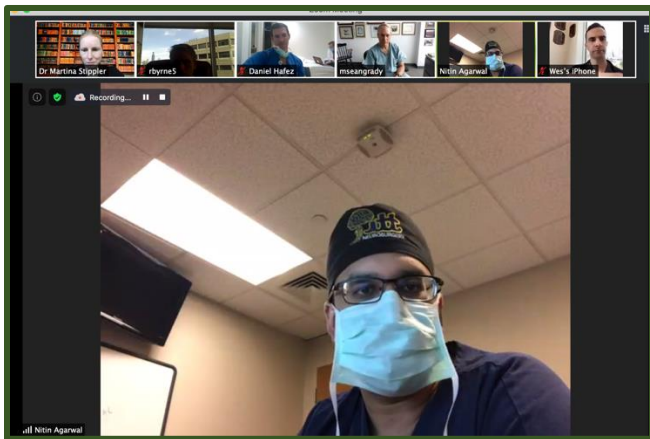 Dr Martina Stippler
rbyrne5
Daniel Hafez
mseangrady
Nitin Agarwal
Wes's iPhone
Recording...
Nitin Agarwal